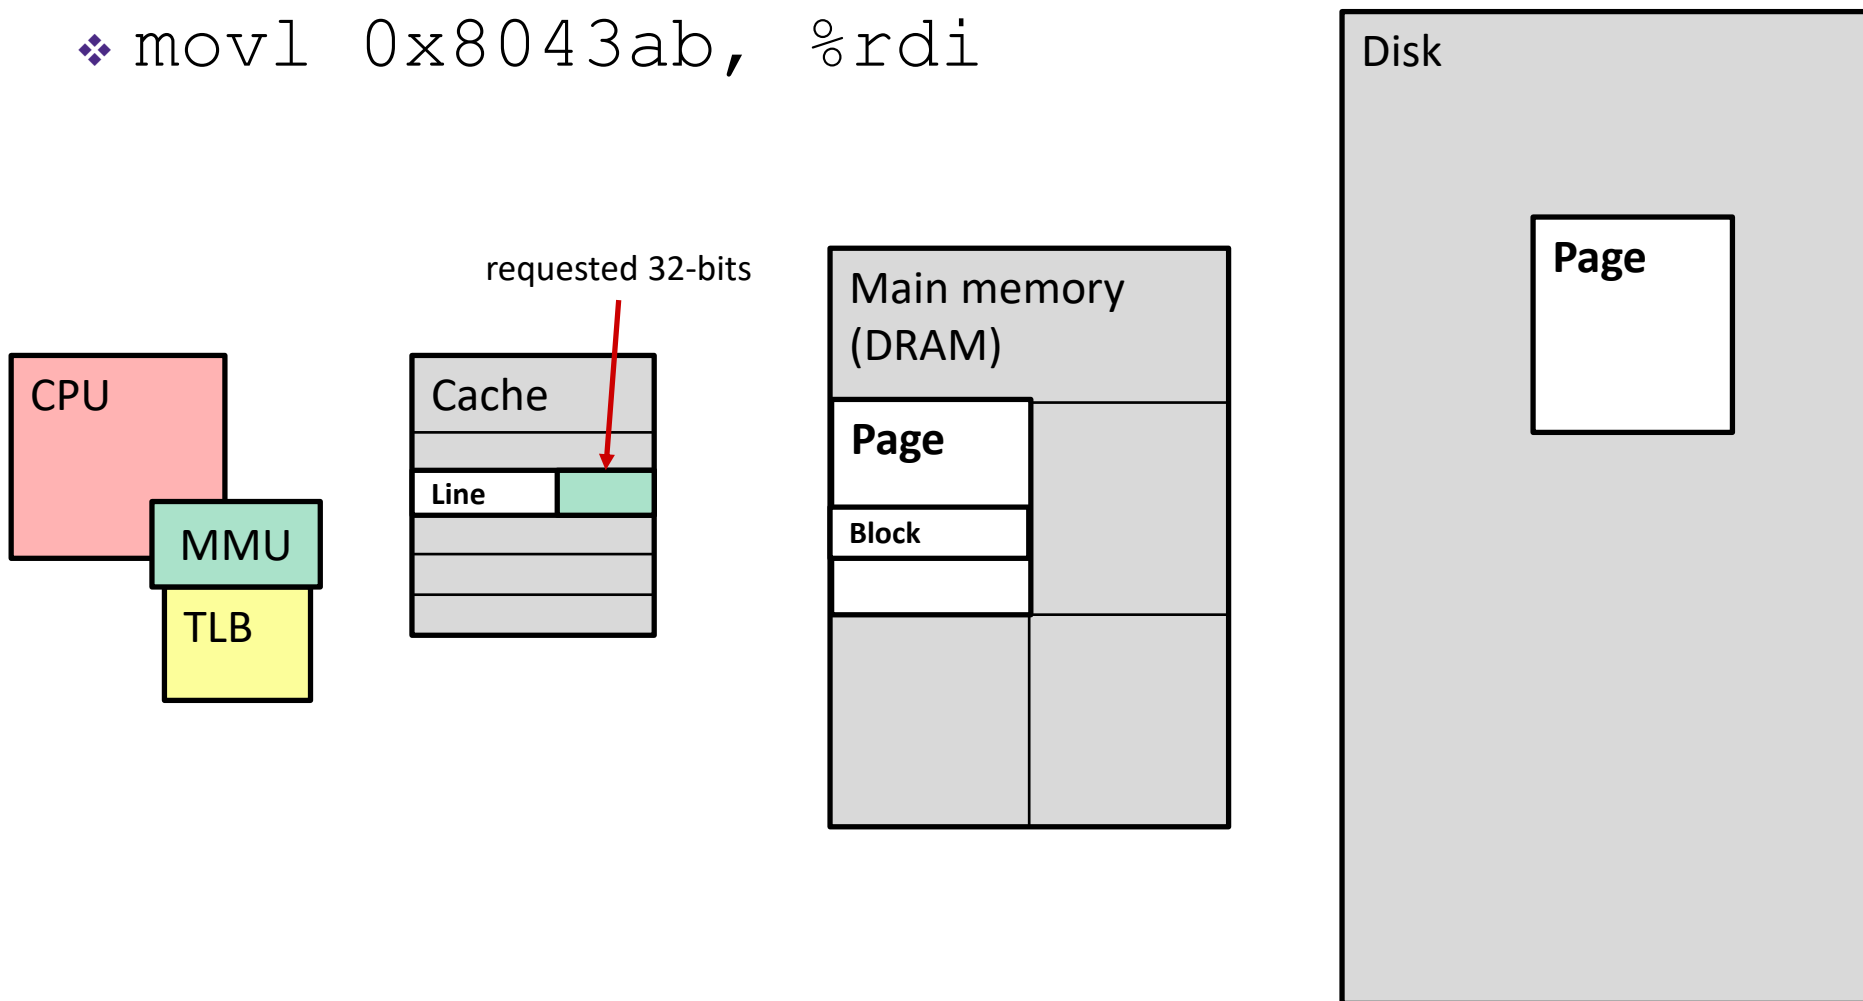 ❖ movl 0x8043ab, %rdi
Disk
Page
requested 32-bits
Main memory
(DRAM)
CPU
Cache
Page
Line
Block
MMU
TLB